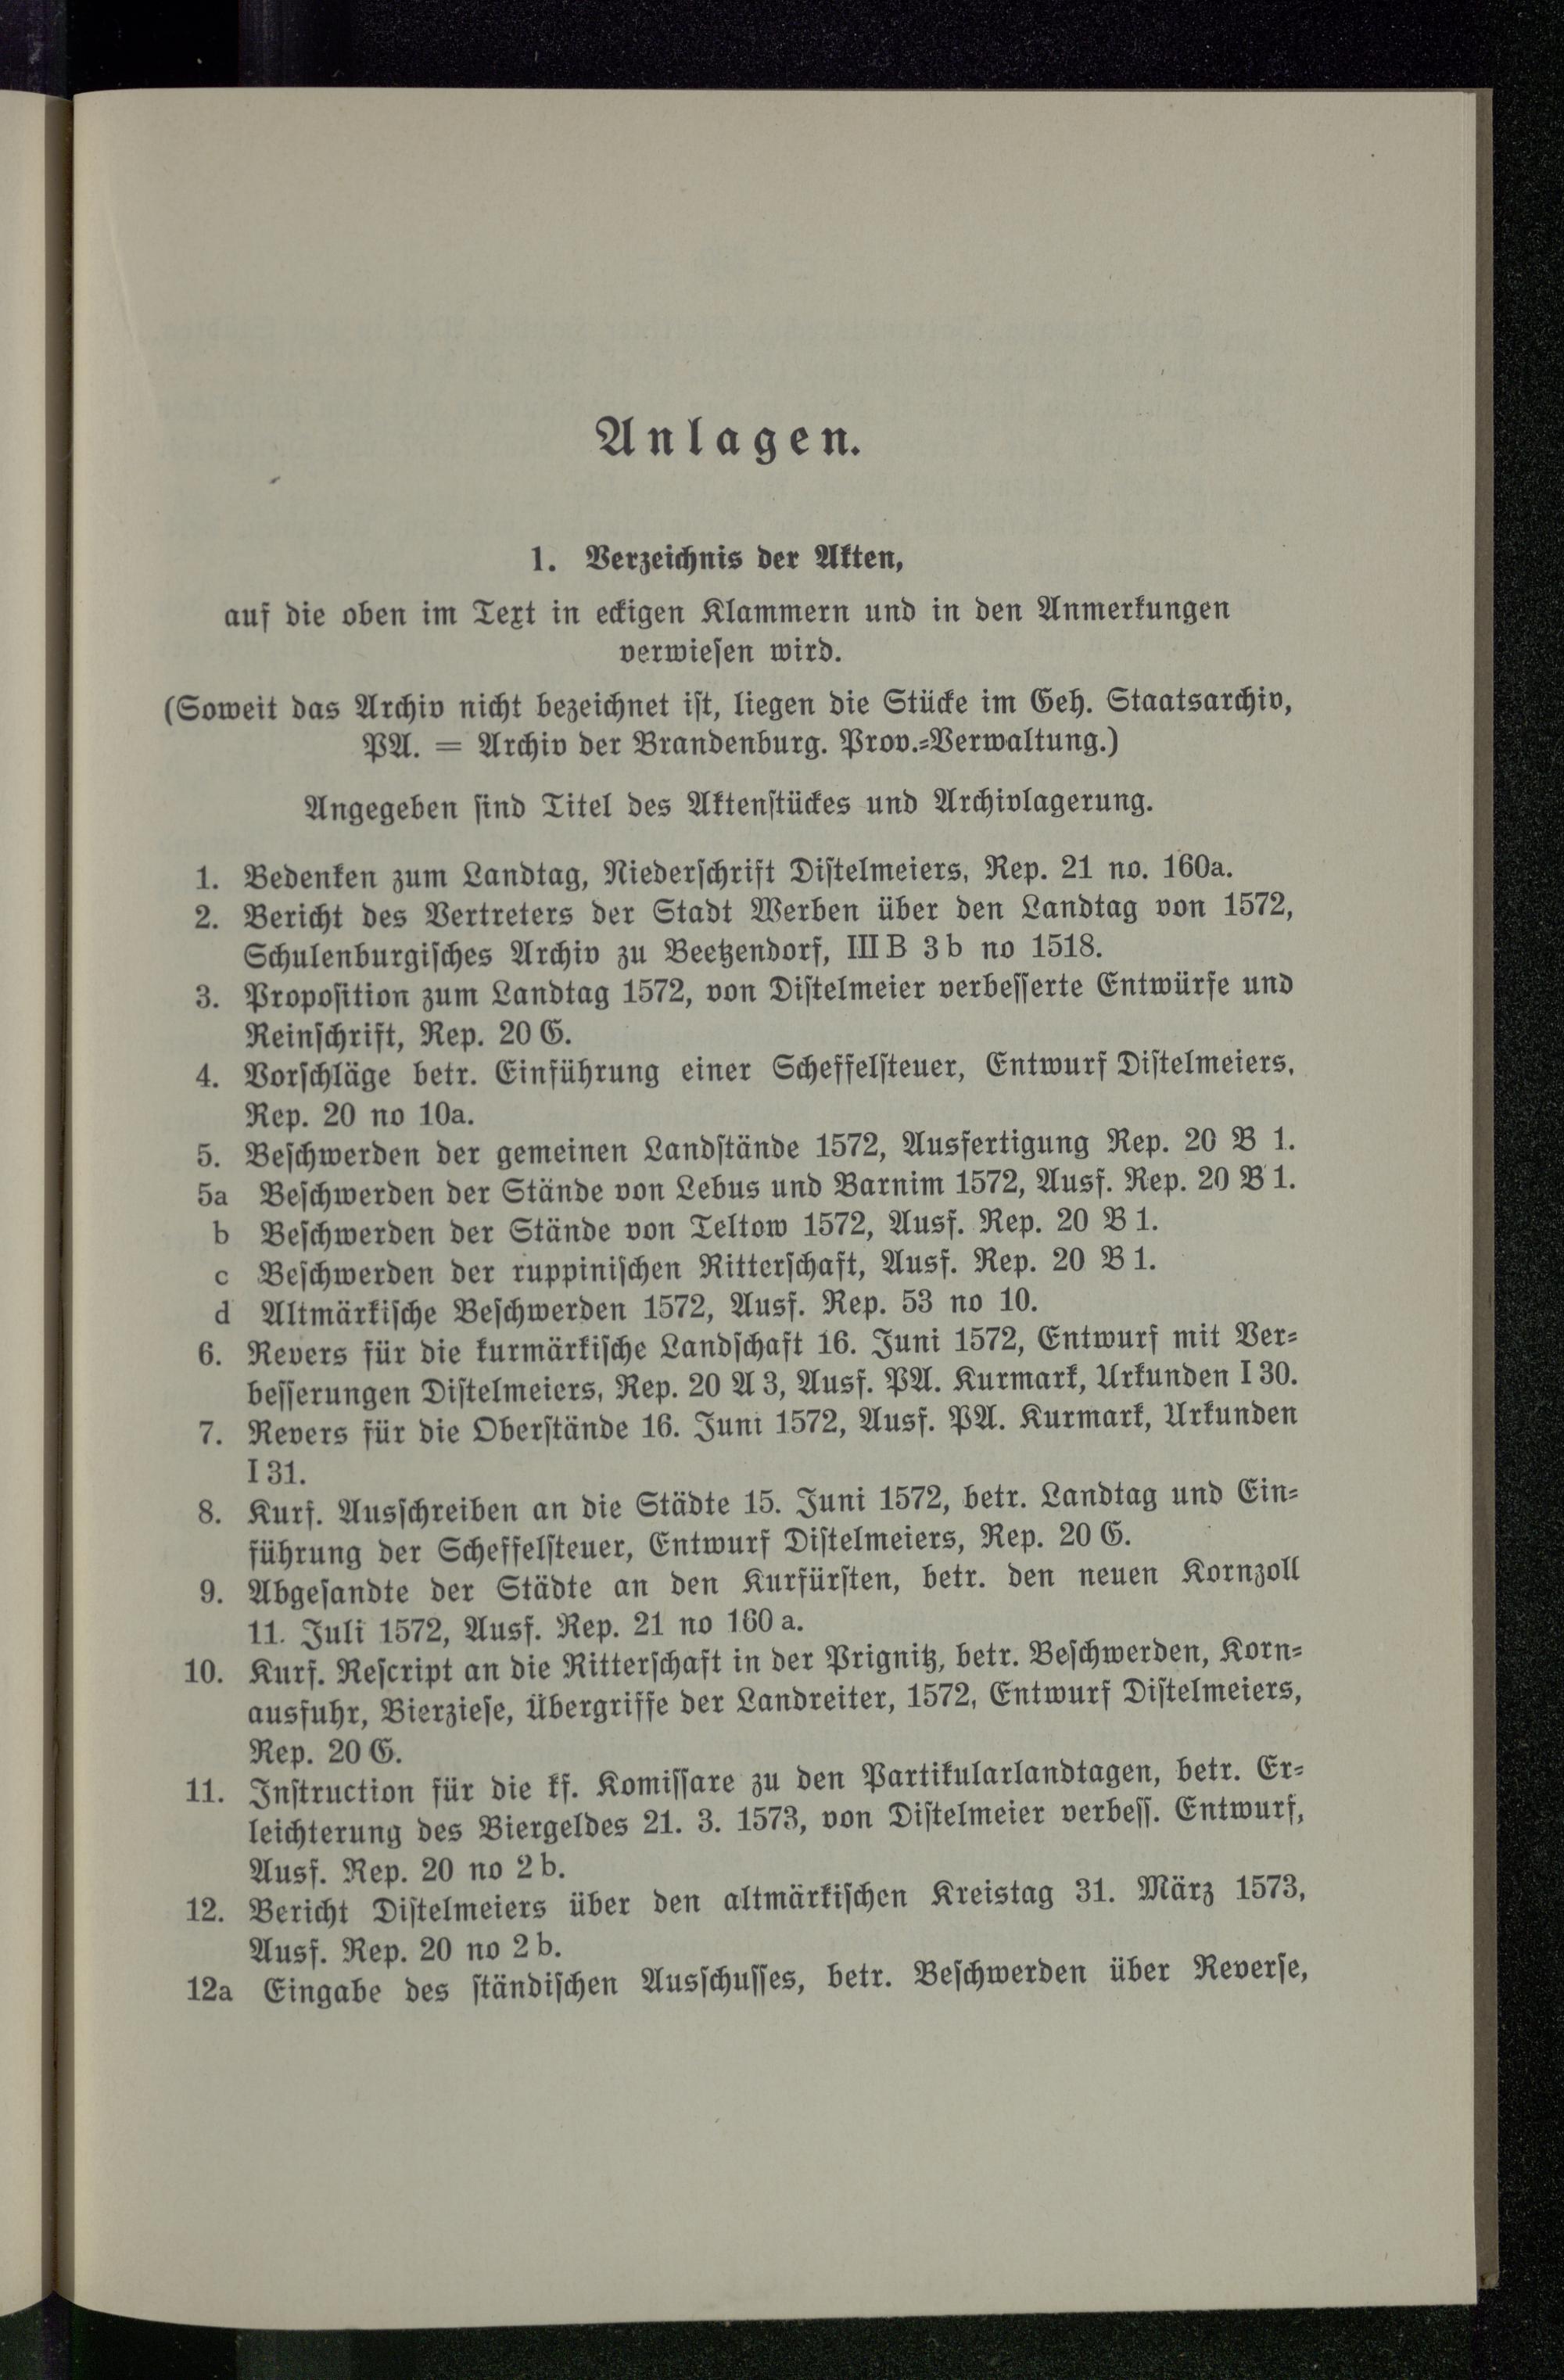 Anlagen.
1. Verzeichnis der Akten,
auf die oben im Text in eckigen Klammern und in den Anmerkungen
verwiesen wird.
(Soweit das Archiv nicht bezeichnet ist, liegen die Stücke im Geh. Staatsarchiv,
PA. = Archiv der Brandenburg. Prov.-Verwaltung.)
Angegeben sind Titel des Aktenstückes und Archivlagerung.
1. Bedenken zum Landtag, Niederschrift Distelmeiers, Rep. 21 no. 160a.
2. Bericht des Vertreters der Stadt Werben über den Landtag von 1572,
Schulenburgisches Archiv zu Beetzendorf, III B 3 b no 1518.
3. Proposition zum Landtag 1572, von Distelmeier verbesserte Entwürfe und
Reinschrift, Rep. 20 G.
4. Vorschläge betr. Einführung einer Scheffelsteuer, Entwurf Distelmeiers,
Rep. 20 no 10a.
5. Beschwerden der gemeinen Landstände 1572, Ausfertigung Rep. 20 B 1.
5a Beschwerden der Stände von Lebus und Barnim 1572, Ausf. Rep. 20 B 1.
b Beschwerden der Stände von Teltow 1572, Ausf. Rep. 20 B 1.
c Beschwerden der ruppinischen Ritterschaft, Ausf. Rep. 20 B 1.
d Altmärkische Beschwerden 1572, Ausf. Rep. 53 no 10.
6. Revers für die kurmärkische Landschaft 16. Juni 1572, Entwurf mit Ver-
besserungen Distelmeiers, Rep. 20 A 3, Ausf. PA. Kurmark, Urkunden I 30.
7. Revers für die Oberstände 16. Juni 1572, Ausf. PA. Kurmark, Urkunden
I 31.
8. Kurf. Ausschreiben an die Städte 15. Juni 1572, betr. Landtag und Ein-
führung der Scheffelsteuer, Entwurf Distelmeiers, Rep. 20 G.
9. Abgesandte der Städte an den Kurfürsten, betr. den neuen Kornzoll
11. Juli 1572, Ausf. Rep. 21 no 160 a.
10. Kurf. Rescript an die Ritterschaft in der Prignitz, betr. Beschwerden, Korn-
ausfuhr, Bierziese, Übergriffe der Landreiter, 1572, Entwurf Distelmeiers,
Rep. 20 G.
11. Instruction für die kf. Komissare zu den Partikularlandtagen, betr. Er-
leichterung des Biergeldes 21. 3. 1573, von Distelmeier verbess. Entwurf,
Ausf. Rep. 20 no 2 b.
12. Bericht Distelmeiers über den altmärkischen Kreistag 31. März 1573,
Ausf. Rep. 20 no 2 b.
12a Eingabe des ständischen Ausschusses, betr. Beschwerden über Reverse,